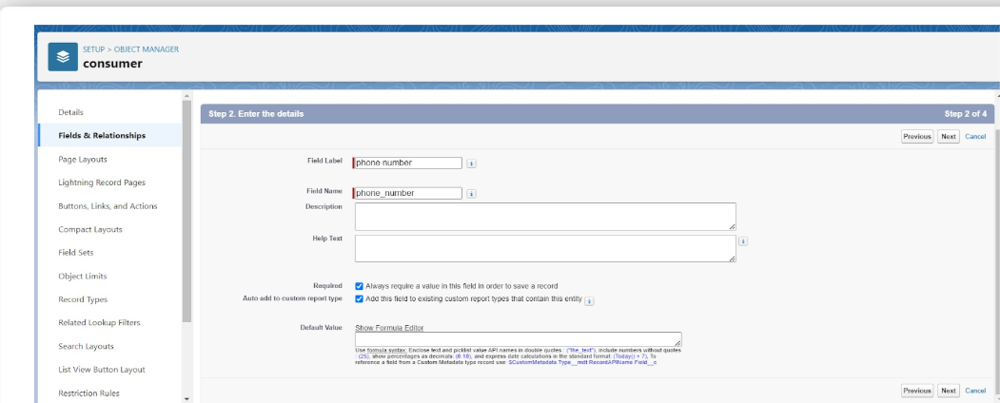 SETUP > OBJECT MANAGER
consumer
Details
Fields & Relationships
Page Layouts
Lightning Record Pages
Buttons, Links, and Actions
Compact Layouts
Field Sets
Object Limits
Record Types
Related Lookup Filters
Search Layouts
List View Button Layout
Restriction Rules
Step 2. Enter the details Step 2 of 4
Previous Next Cancel
Field Label phone number i
Field Name phone_number i
Description
Help Text i
Required Always require a value in this field in order to save a record
Auto add to custom report type Add this field to existing custom report types that contain this entity i
Default Value Show Formula Editor
Use formula syntax: Enclose text and picklist value API names in double quotes : ("the_text"), include numbers without quotes
: (25), show percentages as decimals: (0.10), and express date calculations in the standard format: (Today() + 7), To
reference a field from a Custom Metadata type record use: $CustomMetadata.Type__mdt.RecordAPIName.Field__c
Previous Next Cancel